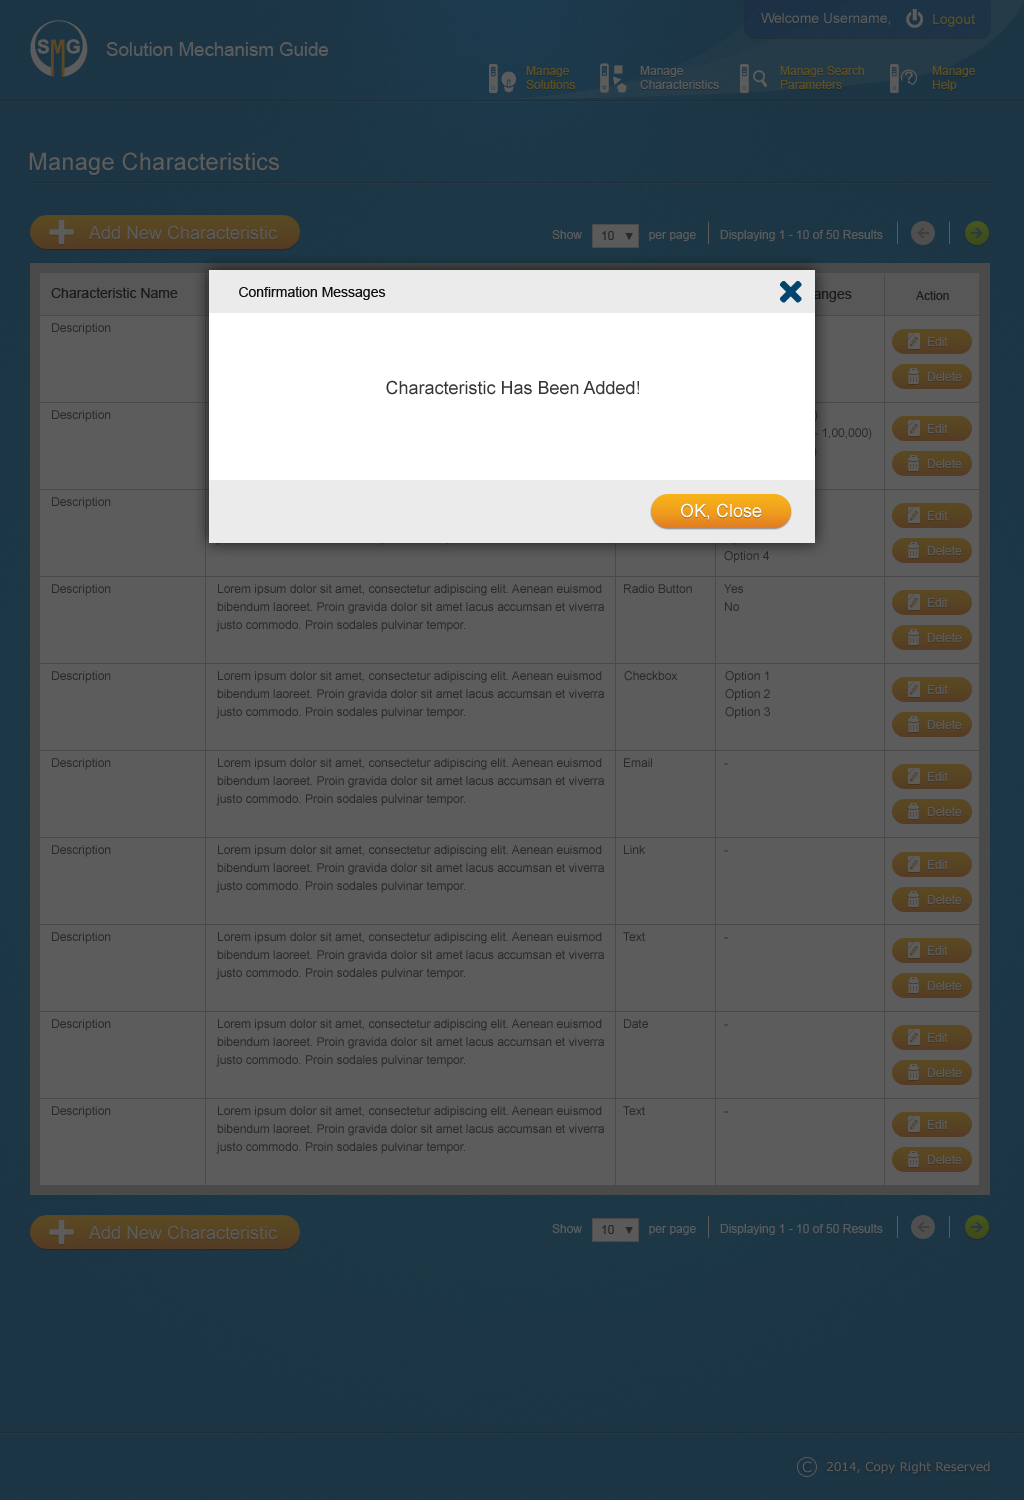 Welcome Username,
Logout
SMG
Solution Mechanism Guide
Manage Solutions
Manage Characteristics
Manage Search Parameters
Manage Help
Manage Characteristics
Add New Characteristic
Show 10 per page
Displaying 1 - 10 of 50 Results
Characteristic Name
Action
Confirmation Messages
Characteristic Has Been Added!
OK, Close
Description
Edit
Delete
Description
- 1,00,000)
Edit
Delete
Description
Option 4
Edit
Delete
Description
Lorem ipsum dolor sit amet, consectetur adipiscing elit. Aenean euismod
bibendum laoreet. Proin gravida dolor sit amet lacus accumsan et viverra
justo commodo. Proin sodales pulvinar tempor.
Radio Button
Yes
No
Edit
Delete
Description
Lorem ipsum dolor sit amet, consectetur adipiscing elit. Aenean euismod
bibendum laoreet. Proin gravida dolor sit amet lacus accumsan et viverra
justo commodo. Proin sodales pulvinar tempor.
Checkbox
Option 1
Option 2
Option 3
Edit
Delete
Description
Lorem ipsum dolor sit amet, consectetur adipiscing elit. Aenean euismod
bibendum laoreet. Proin gravida dolor sit amet lacus accumsan et viverra
justo commodo. Proin sodales pulvinar tempor.
Email
-
Edit
Delete
Description
Lorem ipsum dolor sit amet, consectetur adipiscing elit. Aenean euismod
bibendum laoreet. Proin gravida dolor sit amet lacus accumsan et viverra
justo commodo. Proin sodales pulvinar tempor.
Link
-
Edit
Delete
Description
Lorem ipsum dolor sit amet, consectetur adipiscing elit. Aenean euismod
bibendum laoreet. Proin gravida dolor sit amet lacus accumsan et viverra
justo commodo. Proin sodales pulvinar tempor.
Text
-
Edit
Delete
Description
Lorem ipsum dolor sit amet, consectetur adipiscing elit. Aenean euismod
bibendum laoreet. Proin gravida dolor sit amet lacus accumsan et viverra
justo commodo. Proin sodales pulvinar tempor.
Date
-
Edit
Delete
Description
Lorem ipsum dolor sit amet, consectetur adipiscing elit. Aenean euismod
bibendum laoreet. Proin gravida dolor sit amet lacus accumsan et viverra
justo commodo. Proin sodales pulvinar tempor.
Text
-
Edit
Delete
Add New Characteristic
Show 10 per page
Displaying 1 - 10 of 50 Results
© 2014, Copy Right Reserved